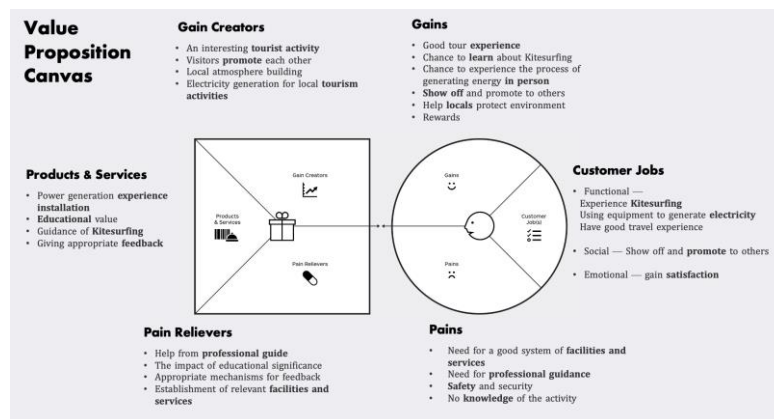 Value
Proposition
Canvas
Gain Creators
• An interesting tourist activity
• Visitors promote each other
• Local atmosphere building
• Electricity generation for local tourism
activities
Gains
• Good tour experience
• Chance to learn about Kitesurfing
• Chance to experience the process of
generating energy in person
• Show off and promote to others
• Help locals protect environment
• Rewards
Products & Services
• Power generation experience
installation
• Educational value
• Guidance of Kitesurfing
• Giving appropriate feedback
Gain Creators
Products
& Services
Pain Relievers
Gains
Customer
Job(s)
Pains
Customer Jobs
• Functional —
Experience Kitesurfing
Using equipment to generate electricity
Have good travel experience
• Social — Show off and promote to others
• Emotional — gain satisfaction
Pain Relievers
• Help from professional guide
• The impact of educational significance
• Appropriate mechanisms for feedback
• Establishment of relevant facilities and
services
Pains
• Need for a good system of facilities and
services
• Need for professional guidance
• Safety and security
• No knowledge of the activity